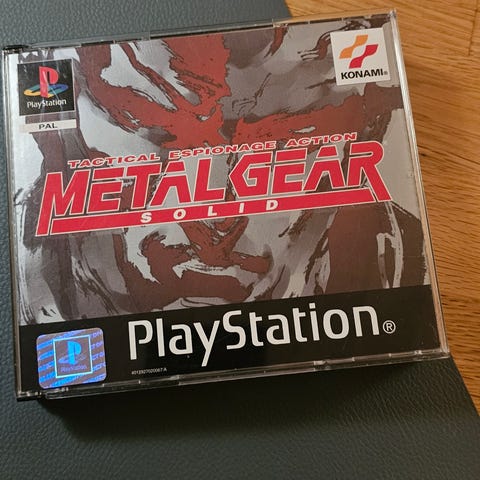 PlayStation
PAL
KONAMI
TACTICAL ESPIONAGE ACTION
METAL GEAR
SOLID
PlayStation®
PlayStation